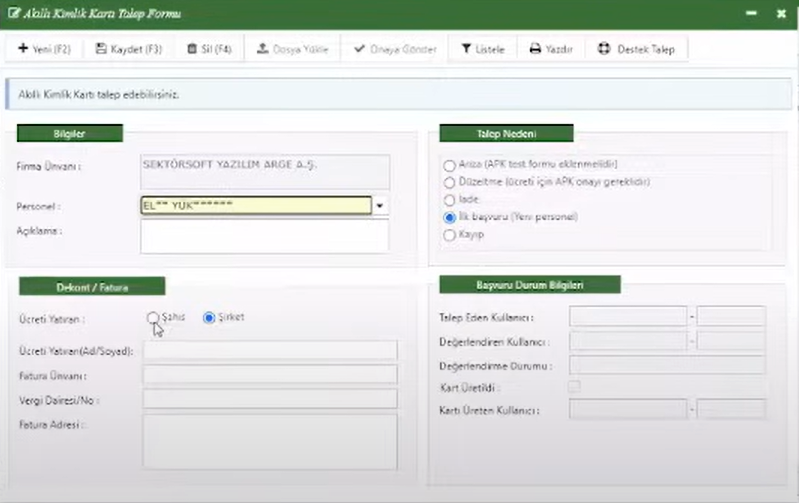 Akıllı Kimlik Kartı Talep Formu
Yeni (F2) Kaydet (F3) Sil (F4) Dosya Yükle Onaya Gönder Listele Yazdır Destek Talep
Akıllı Kimlik Kartı talep edebilirsiniz.
Bilgiler
Firma Ünvanı : SEKTÖRSOFT YAZILIM ARGE A.Ş.
Personel : EL** YÜK******
Açıklama :
Talep Nedeni
Arıza (APK test formu eklenmelidir)
Düzeltme (ücreti için APK onayı gereklidir)
İade
İlk başvuru (Yeni personel)
Kayıp
Dekont / Fatura
Ücreti Yatıran : Şahıs Şirket
Ücreti Yatıran(Ad/Soyad):
Fatura Ünvanı :
Vergi Dairesi/No :
Fatura Adresi :
Başvuru Durum Bilgileri
Talep Eden Kullanıcı : -
Değerlendiren Kullanıcı : -
Değerlendirme Durumu :
Kart Üretildi :
Kartı Üreten Kullanıcı : -